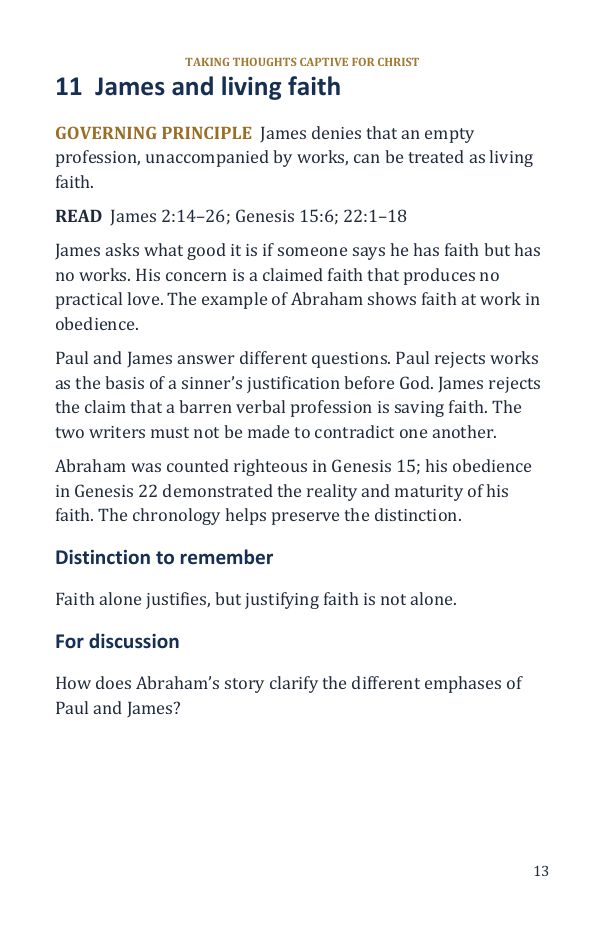 TAKING THOUGHTS CAPTIVE FOR CHRIST
11 James and living faith
GOVERNING PRINCIPLE James denies that an empty
profession, unaccompanied by works, can be treated as living
faith.
READ James 2:14–26; Genesis 15:6; 22:1–18
James asks what good it is if someone says he has faith but has
no works. His concern is a claimed faith that produces no
practical love. The example of Abraham shows faith at work in
obedience.
Paul and James answer different questions. Paul rejects works
as the basis of a sinner’s justification before God. James rejects
the claim that a barren verbal profession is saving faith. The
two writers must not be made to contradict one another.
Abraham was counted righteous in Genesis 15; his obedience
in Genesis 22 demonstrated the reality and maturity of his
faith. The chronology helps preserve the distinction.
Distinction to remember
Faith alone justifies, but justifying faith is not alone.
For discussion
How does Abraham’s story clarify the different emphases of
Paul and James?
13